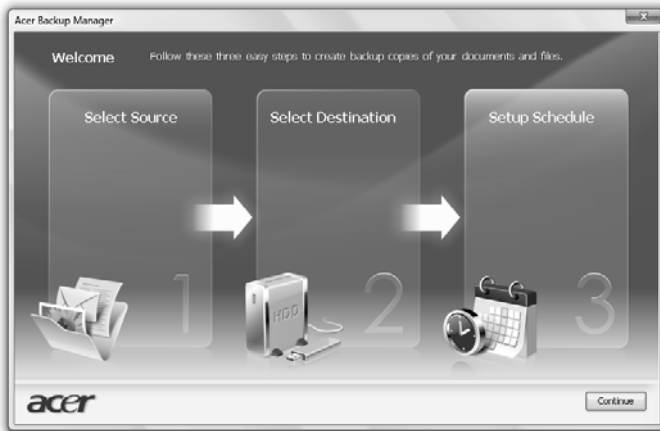 Acer Backup Manager
Welcome
Follow these three easy steps to create backup copies of your documents and files.
Select Source
Select Destination
Setup Schedule
1
HDD
2
3
acer
Continue